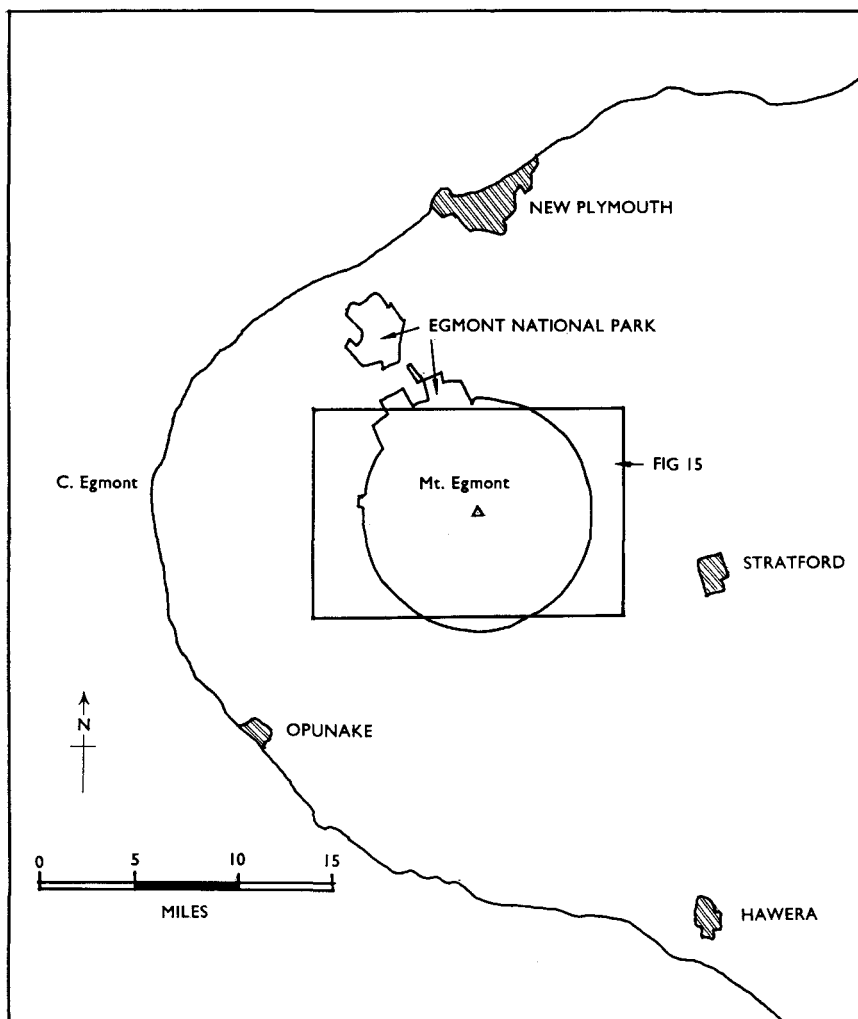 NEW PLYMOUTH
EGMONT NATIONAL PARK
C. Egmont
Mt. Egmont
FIG 15
STRATFORD
OPUNAKE
N
0 5 10 15
MILES
HAWERA